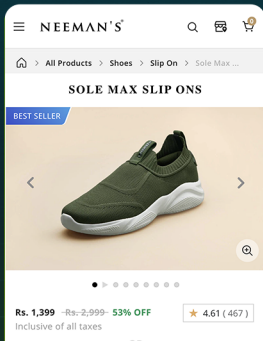 NEEMAN'S
0
All Products > Shoes > Slip On > Sole Max ...
SOLE MAX SLIP ONS
BEST SELLER
Rs. 1,399 Rs. 2,999 53% OFF
4.61 ( 467 )
Inclusive of all taxes